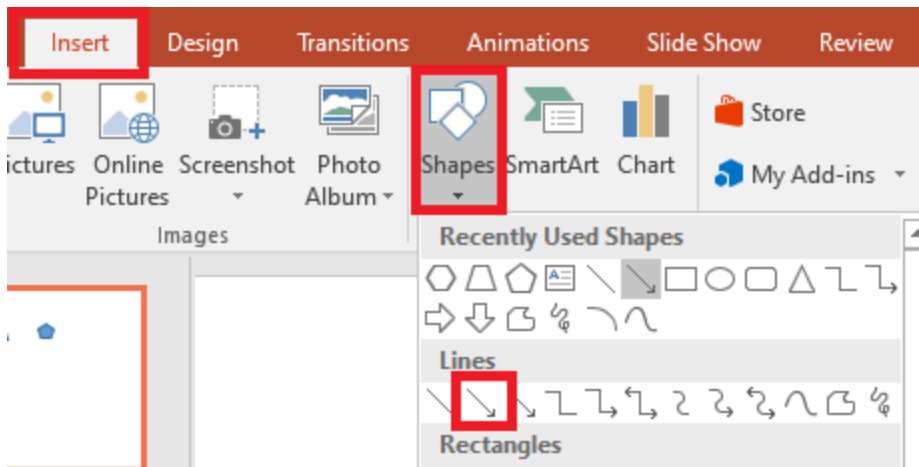 Insert Design Transitions Animations Slide Show Review
ictures Online Pictures Screenshot Photo Album Shapes SmartArt Chart Store
My Add-ins
Images
Recently Used Shapes
Lines
Rectangles